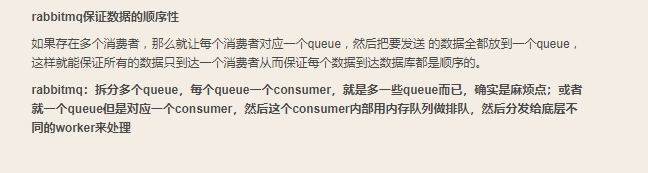 rabbitmq保证数据的顺序性
如果存在多个消费者，那么就让每个消费者对应一个queue，然后把要发送 的数据全都放到一个queue，
这样就能保证所有的数据只到达一个消费者从而保证每个数据到达数据库都是顺序的。
rabbitmq：拆分多个queue，每个queue一个consumer，就是多一些queue而已，确实是麻烦点；或者
就一个queue但是对应一个consumer，然后这个consumer内部用内存队列做排队，然后分发给底层不
同的worker来处理